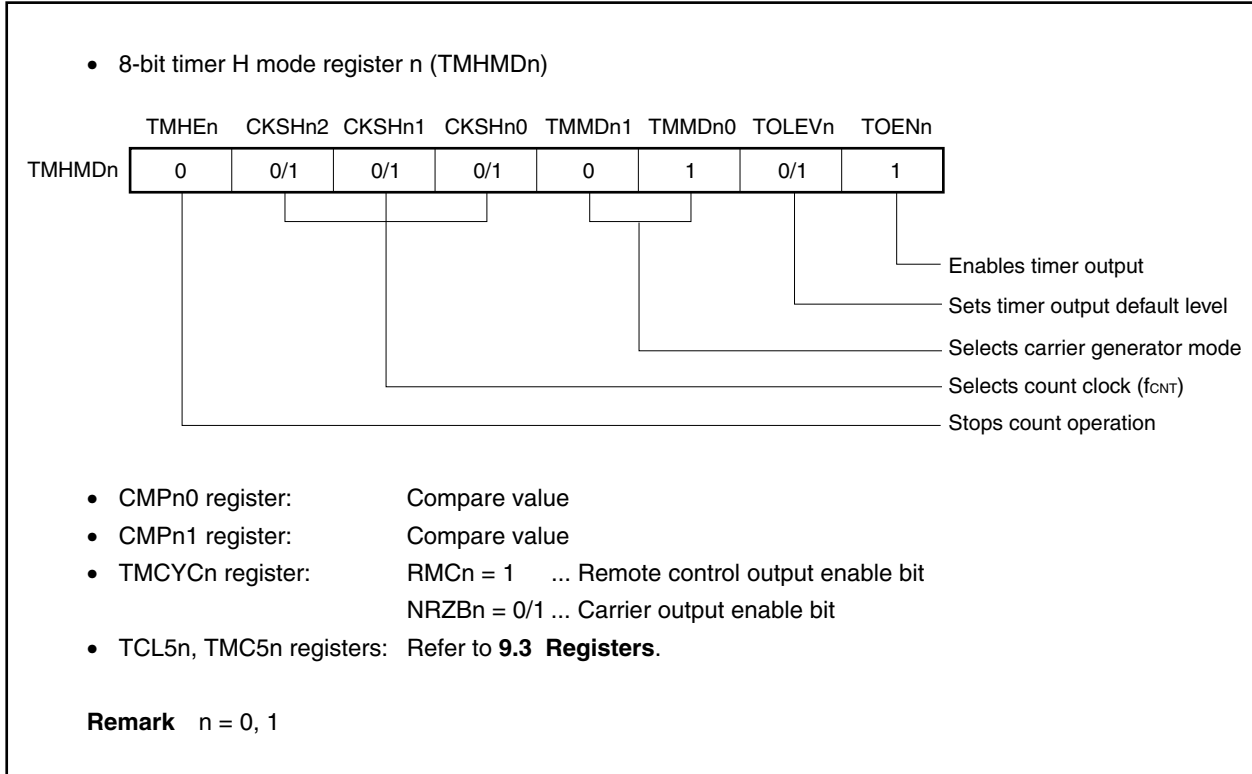 • 8-bit timer H mode register n (TMHMDn)
TMHEn CKSHn2 CKSHn1 CKSHn0 TMMDn1 TMMDn0 TOLEVn TOENn
TMHMDn 0 0/1 0/1 0/1 0 1 0/1 1
Enables timer output
Sets timer output default level
Selects carrier generator mode
Selects count clock (fCNT)
Stops count operation
• CMPn0 register: Compare value
• CMPn1 register: Compare value
• TMCYCn register: RMCn = 1 ... Remote control output enable bit
NRZBn = 0/1 ... Carrier output enable bit
• TCL5n, TMC5n registers: Refer to 9.3 Registers.
Remark n = 0, 1